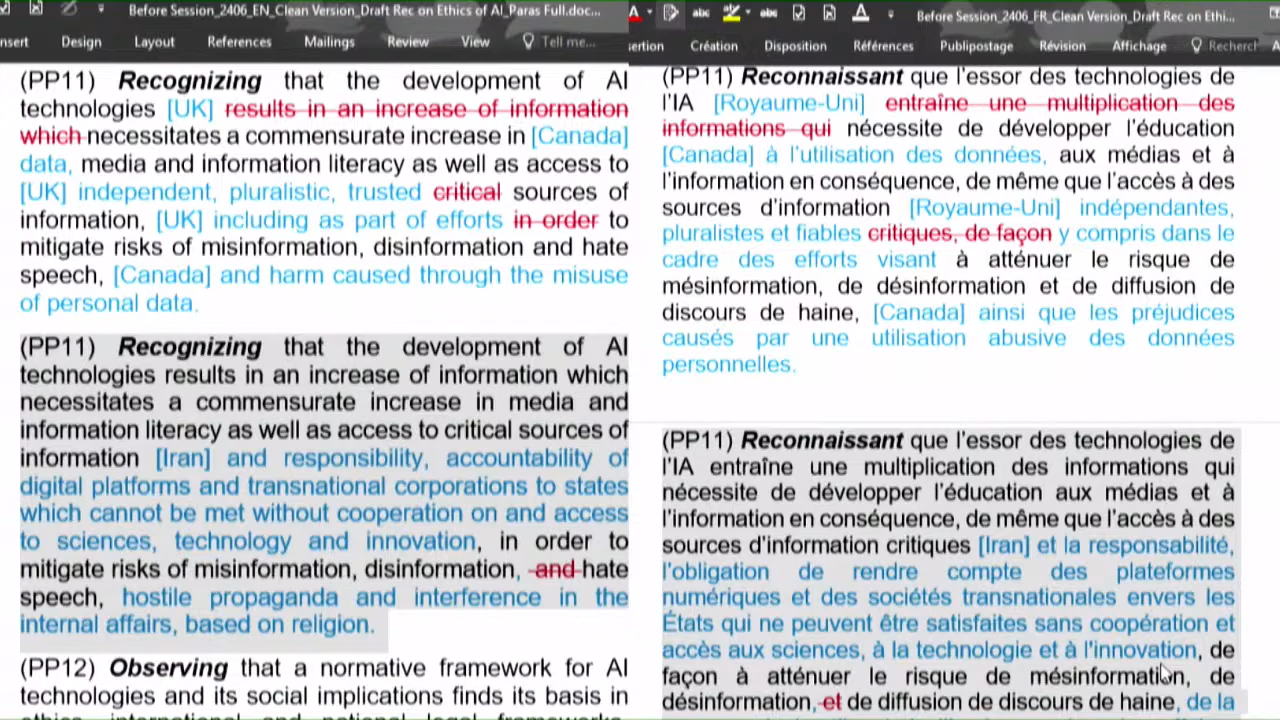 Before Session_2406_EN_Clean Version_Draft Rec on Ethics of AI_Paras Full.doc...
nsert Design Layout References Mailings Review View Tell me...
(PP11) Recognizing that the development of AI
technologies [UK] results in an increase of information
which necessitates a commensurate increase in [Canada]
data, media and information literacy as well as access to
[UK] independent, pluralistic, trusted critical sources of
information, [UK] including as part of efforts in order to
mitigate risks of misinformation, disinformation and hate
speech, [Canada] and harm caused through the misuse
of personal data.
(PP11) Recognizing that the development of AI
technologies results in an increase of information which
necessitates a commensurate increase in media and
information literacy as well as access to critical sources of
information [Iran] and responsibility, accountability of
digital platforms and transnational corporations to states
which cannot be met without cooperation on and access
to sciences, technology and innovation, in order to
mitigate risks of misinformation, disinformation, and hate
speech, hostile propaganda and interference in the
internal affairs, based on religion.
(PP12) Observing that a normative framework for AI
technologies and its social implications finds its basis in
ethics, international and national legal frameworks,
abc abc A
Before Session_2406_FR_Clean Version_Draft Rec on Ethi...
sertion Création Disposition Références Publipostage Révision Affichage Recherc
(PP11) Reconnaissant que l'essor des technologies de
l'IA [Royaume-Uni] entraîne une multiplication des
informations qui nécessite de développer l'éducation
[Canada] à l'utilisation des données, aux médias et à
l'information en conséquence, de même que l'accès à des
sources d'information [Royaume-Uni] indépendantes,
pluralistes et fiables critiques, de façon y compris dans le
cadre des efforts visant à atténuer le risque de
mésinformation, de désinformation et de diffusion de
discours de haine, [Canada] ainsi que les préjudices
causés par une utilisation abusive des données
personnelles.
(PP11) Reconnaissant que l'essor des technologies de
l'IA entraîne une multiplication des informations qui
nécessite de développer l'éducation aux médias et à
l'information en conséquence, de même que l'accès à des
sources d'information critiques [Iran] et la responsabilité,
l'obligation de rendre compte des plateformes
numériques et des sociétés transnationales envers les
États qui ne peuvent être satisfaites sans coopération et
accès aux sciences, à la technologie et à l'innovation, de
façon à atténuer le risque de mésinformation, de
désinformation, et de diffusion de discours de haine, de la